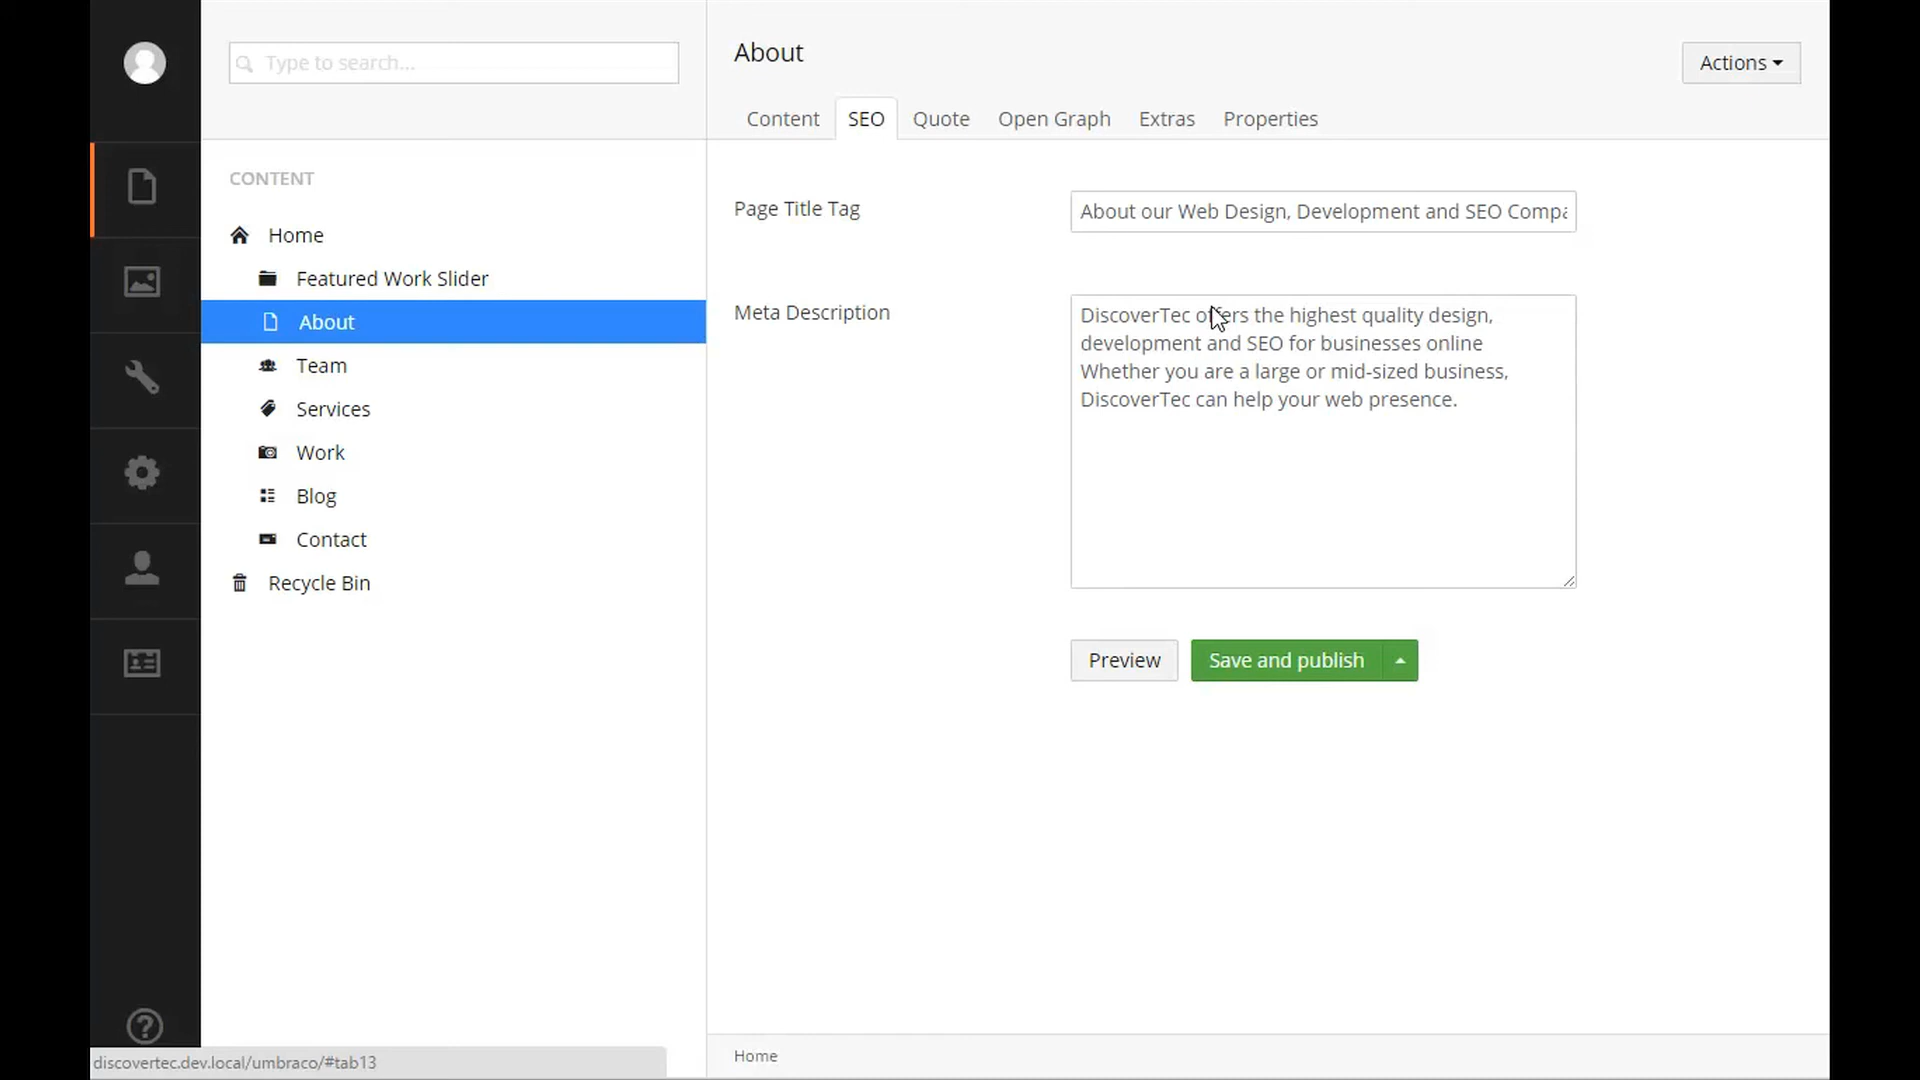 Type to search...
CONTENT
Home
Featured Work Slider
About
Team
Services
Work
Blog
Contact
Recycle Bin
discovertec.dev.local/umbraco/#tab13
About
Actions
Content SEO Quote Open Graph Extras Properties
Page Title Tag
About our Web Design, Development and SEO Compa
Meta Description
DiscoverTec offers the highest quality design,
development and SEO for businesses online
Whether you are a large or mid-sized business,
DiscoverTec can help your web presence.
Preview
Save and publish
Home